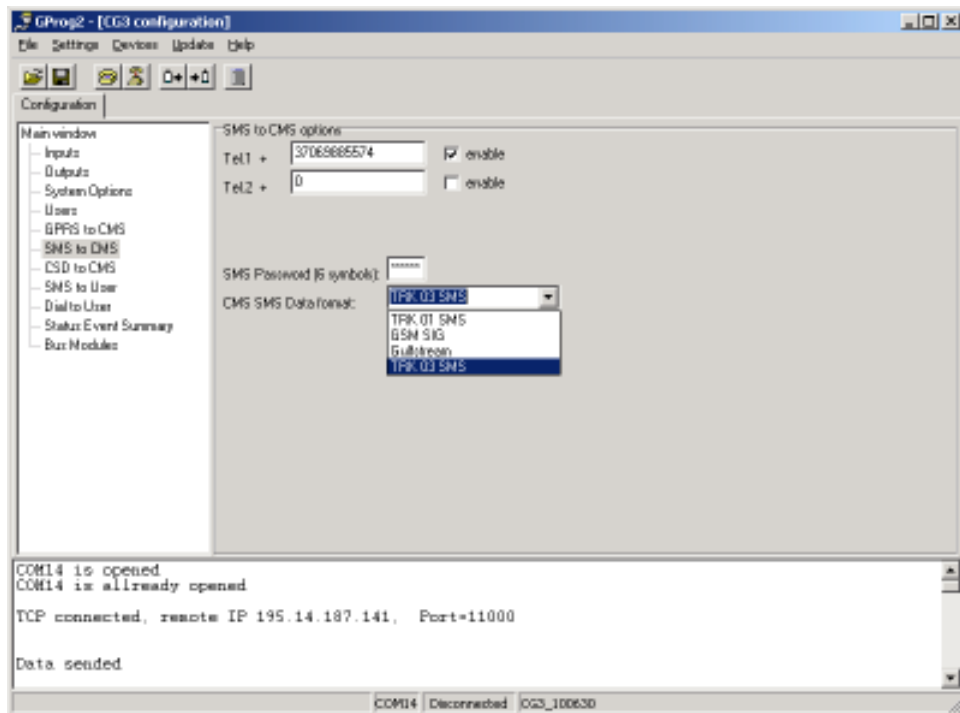 GProg2 - [CG3 configuration]
File Settings Devices Update Help
Configuration
Main window
Inputs
Outputs
System Options
Users
GPRS to CMS
SMS to CMS
CSD to CMS
SMS to User
Dial to User
Status Event Summary
Bus Modules
SMS to CMS options
Tel.1 + 37069885574 enable
Tel.2 + 0 enable
SMS Password (6 symbols): ******
CMS SMS Data format: TRK 03 SMS
TRK 01 SMS
GSM SIG
Gulfstream
TRK 03 SMS
COM14 is opened
COM14 is allready opened
TCP connected, remote IP 195.14.187.141, Port=11000
Data sended
COM14 Disconnected CG3_100630